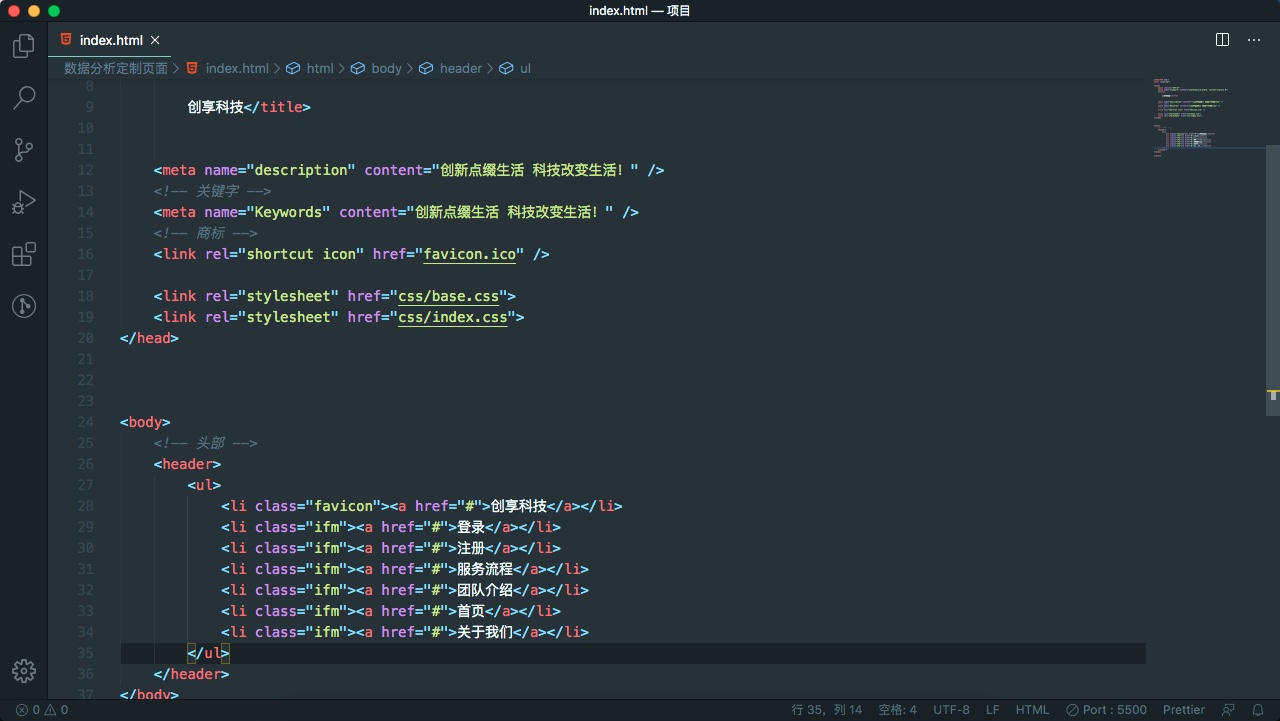 index.html — 项目
index.html
数据分析定制页面 > index.html > html > body > header > ul
8
9 创享科技</title>
10
11
12 <meta name="description" content="创新点缀生活 科技改变生活！" />
13 <!-- 关键字 -->
14 <meta name="Keywords" content="创新点缀生活 科技改变生活！" />
15 <!-- 商标 -->
16 <link rel="shortcut icon" href="favicon.ico" />
17
18 <link rel="stylesheet" href="css/base.css">
19 <link rel="stylesheet" href="css/index.css">
20 </head>
21
22
23
24 <body>
25 <!-- 头部 -->
26 <header>
27 <ul>
28 <li class="favicon"><a href="#">创享科技</a></li>
29 <li class="ifm"><a href="#">登录</a></li>
30 <li class="ifm"><a href="#">注册</a></li>
31 <li class="ifm"><a href="#">服务流程</a></li>
32 <li class="ifm"><a href="#">团队介绍</a></li>
33 <li class="ifm"><a href="#">首页</a></li>
34 <li class="ifm"><a href="#">关于我们</a></li>
35 </ul>
36 </header>
37 </body>
0 0 行 35，列 14 空格: 4 UTF-8 LF HTML Port : 5500 Prettier